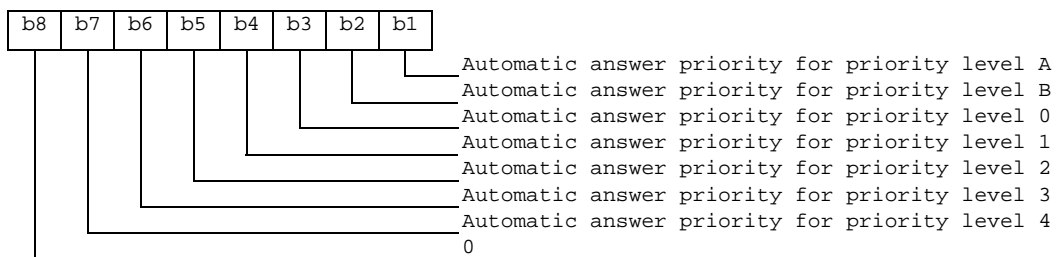 b8 b7 b6 b5 b4 b3 b2 b1
Automatic answer priority for priority level A
Automatic answer priority for priority level B
Automatic answer priority for priority level 0
Automatic answer priority for priority level 1
Automatic answer priority for priority level 2
Automatic answer priority for priority level 3
Automatic answer priority for priority level 4
0